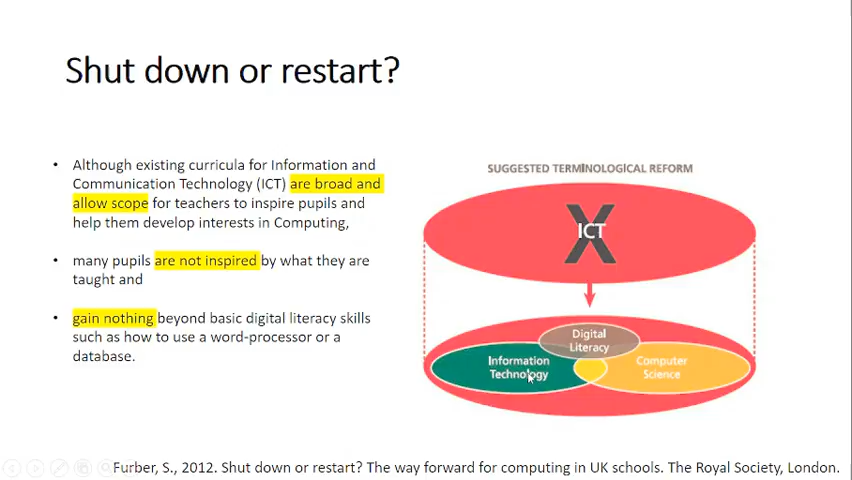 Shut down or restart?
• Although existing curricula for Information and
Communication Technology (ICT) are broad and
allow scope for teachers to inspire pupils and
help them develop interests in Computing,
• many pupils are not inspired by what they are
taught and
• gain nothing beyond basic digital literacy skills
such as how to use a word-processor or a
database.
SUGGESTED TERMINOLOGICAL REFORM
X
ICT
Digital
Literacy
Information
Technology
Computer
Science
Furber, S., 2012. Shut down or restart? The way forward for computing in UK schools. The Royal Society, London.